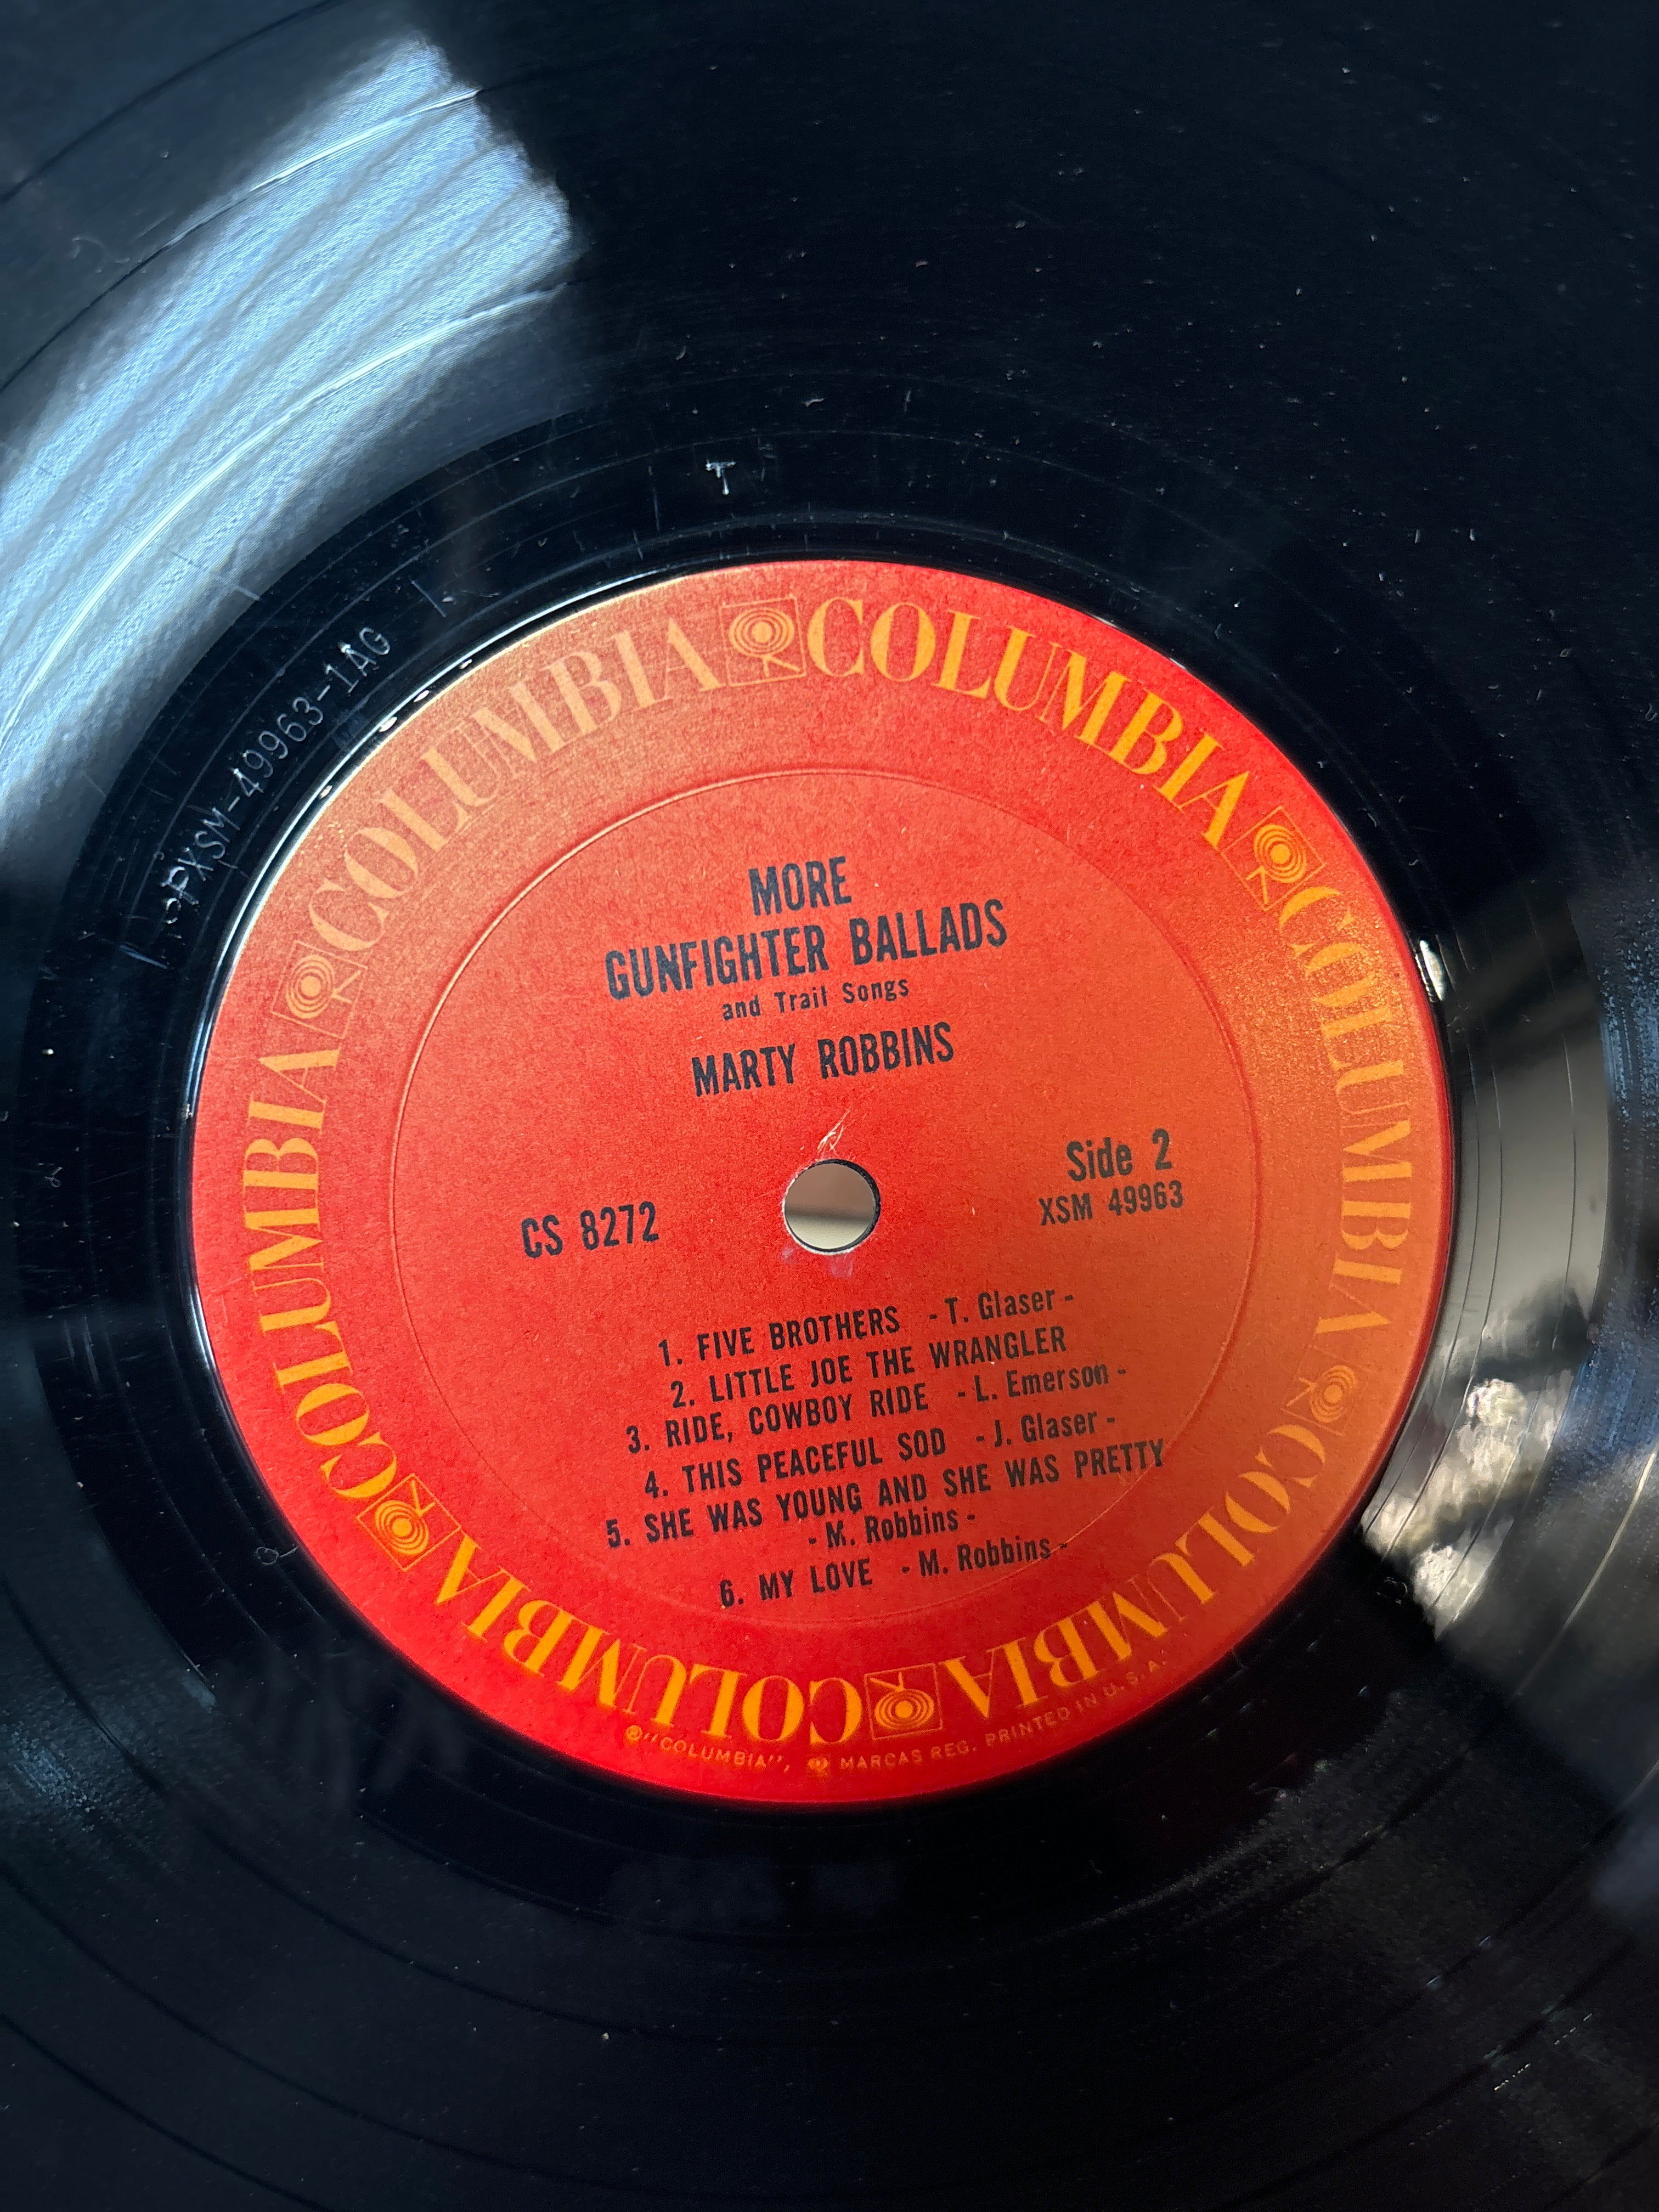 T
PXSM-49963-1AG
COLUMBIA COLUMBIA COLUMBIA COLUMBIA COLUMBIA COLUMBIA
MORE
GUNFIGHTER BALLADS
and Trail Songs
MARTY ROBBINS
Side 2
CS 8272
XSM 49963
1. FIVE BROTHERS - T. Glaser -
2. LITTLE JOE THE WRANGLER
3. RIDE, COWBOY RIDE - L. Emerson -
4. THIS PEACEFUL SOD - J. Glaser -
5. SHE WAS YOUNG AND SHE WAS PRETTY
- M. Robbins -
6. MY LOVE - M. Robbins -
®"COLUMBIA", MARCAS REG. PRINTED IN U.S.A.